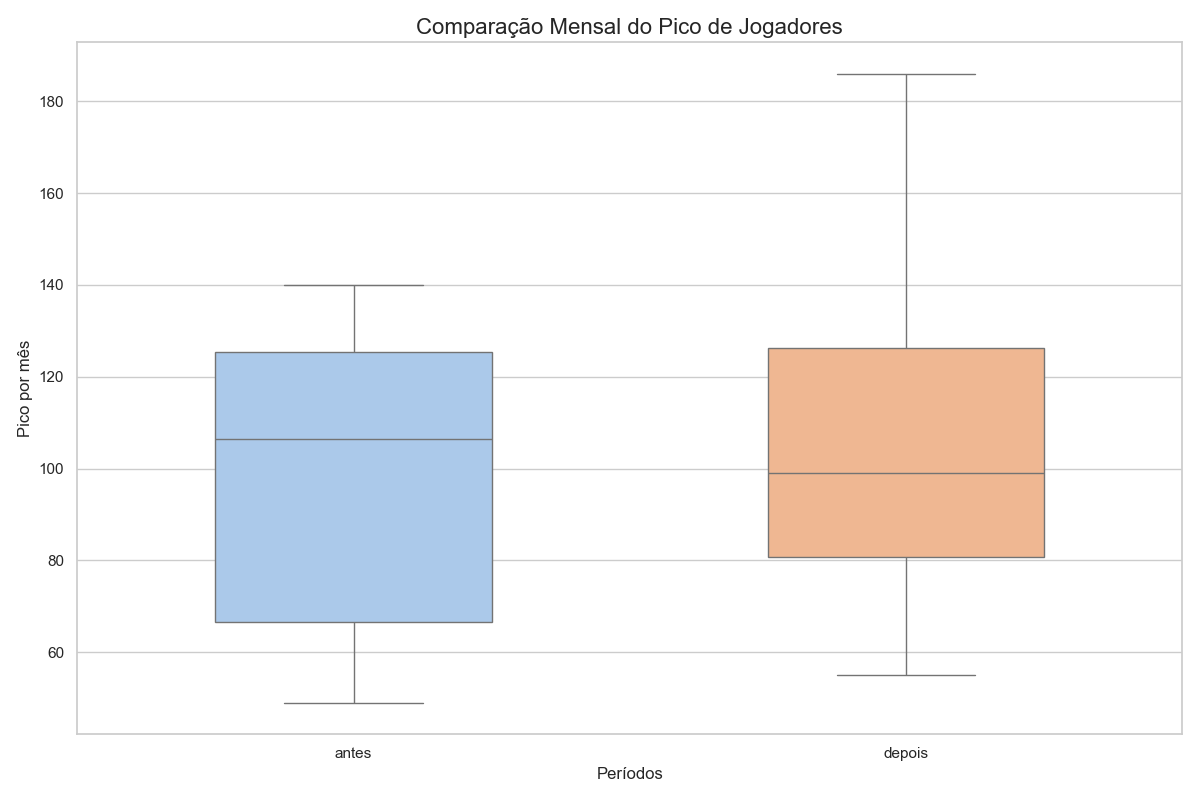 Comparação Mensal do Pico de Jogadores
Pico por mês
180
160
140
120
100
80
60
antes
depois
Períodos